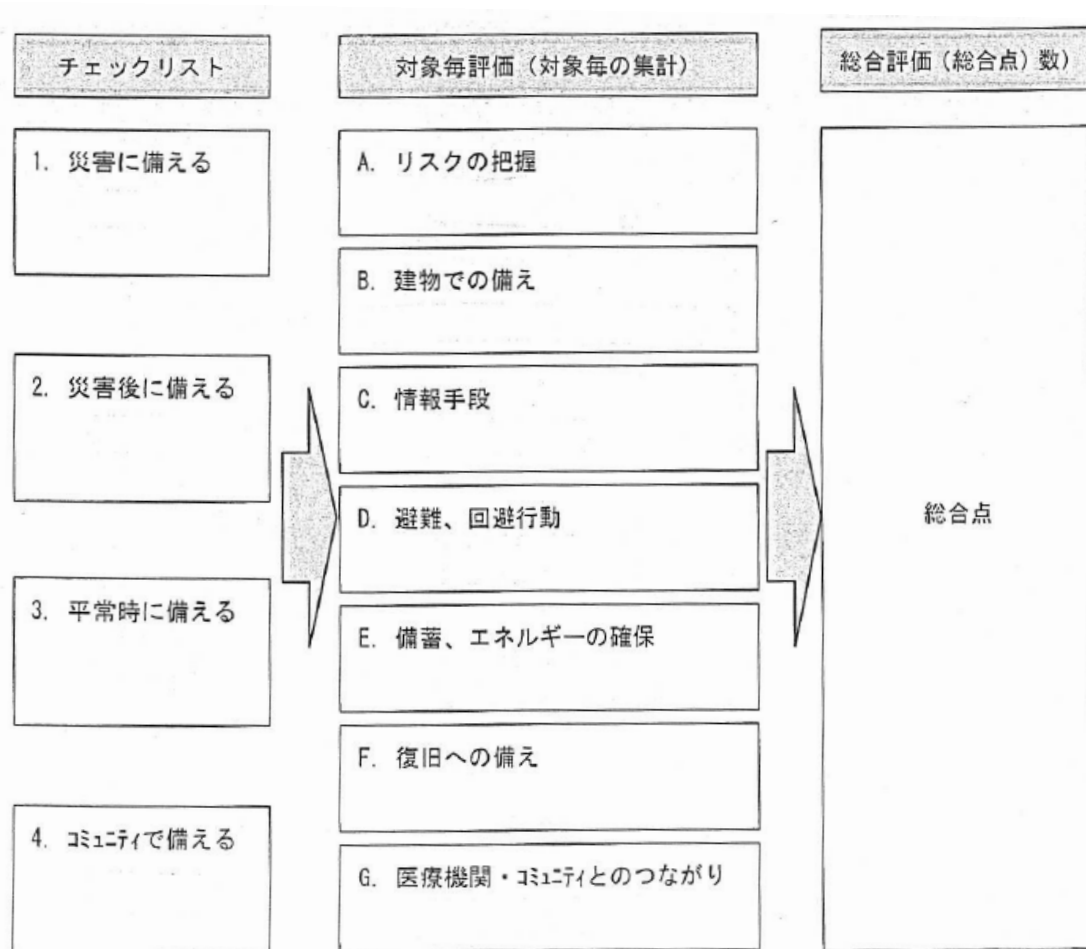 チェックリスト
対象毎評価（対象毎の集計）
総合評価（総合点）数）
1. 災害に備える
2. 災害後に備える
3. 平常時に備える
4. コミュニティで備える
A. リスクの把握
B. 建物での備え
C. 情報手段
D. 避難、回避行動
E. 備蓄、エネルギーの確保
F. 復旧への備え
G. 医療機関・コミュニティとのつながり
総合点